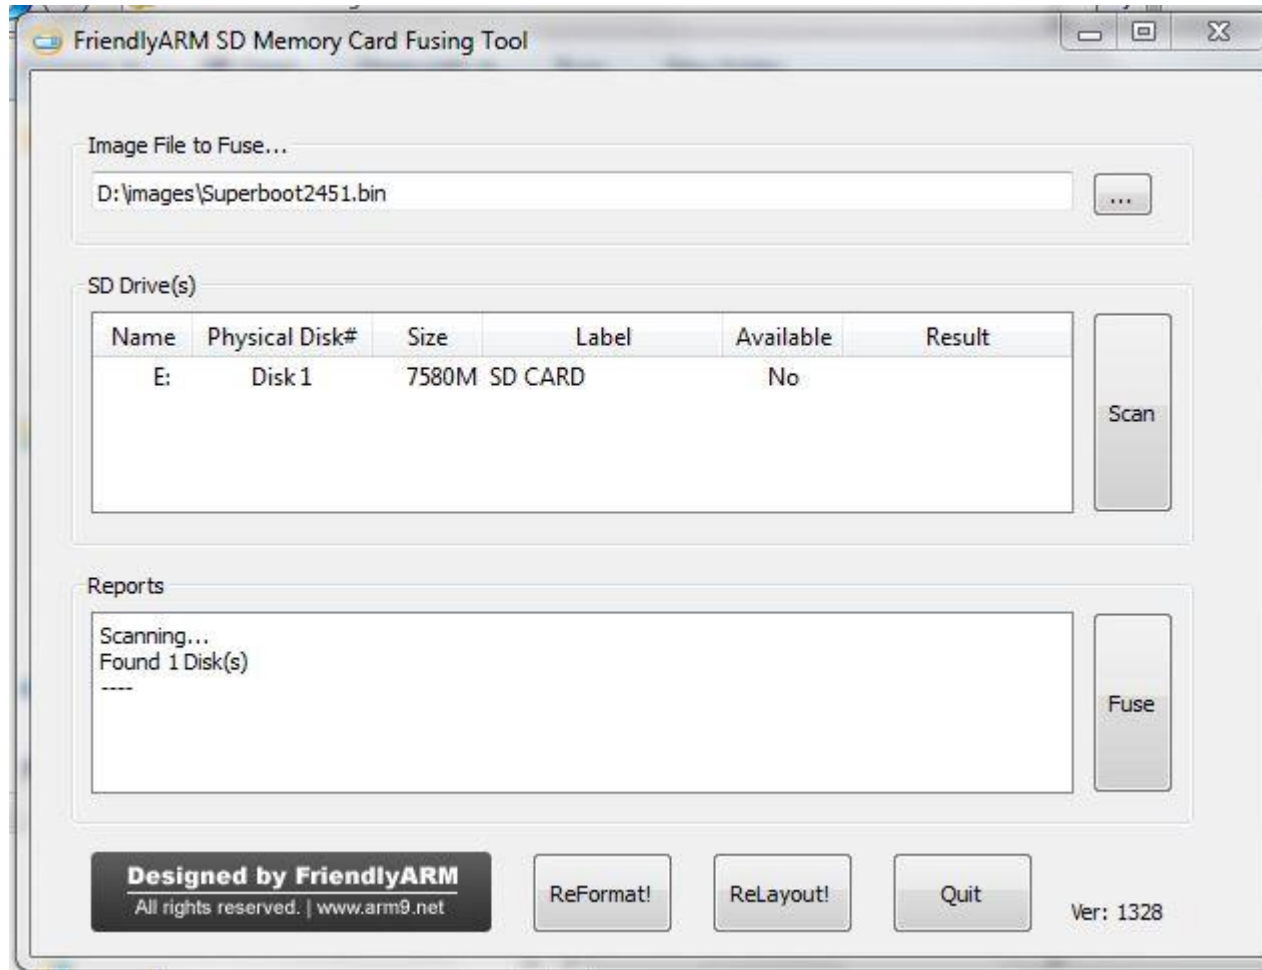 FriendlyARM SD Memory Card Fusing Tool
Image File to Fuse...
D:\images\Superboot2451.bin
...
SD Drive(s)
Name Physical Disk# Size Label Available Result
E: Disk 1 7580M SD CARD No
Scan
Reports
Scanning...
Found 1 Disk(s)
----
Fuse
Designed by FriendlyARM
All rights reserved. | www.arm9.net
ReFormat!
ReLayout!
Quit
Ver: 1328